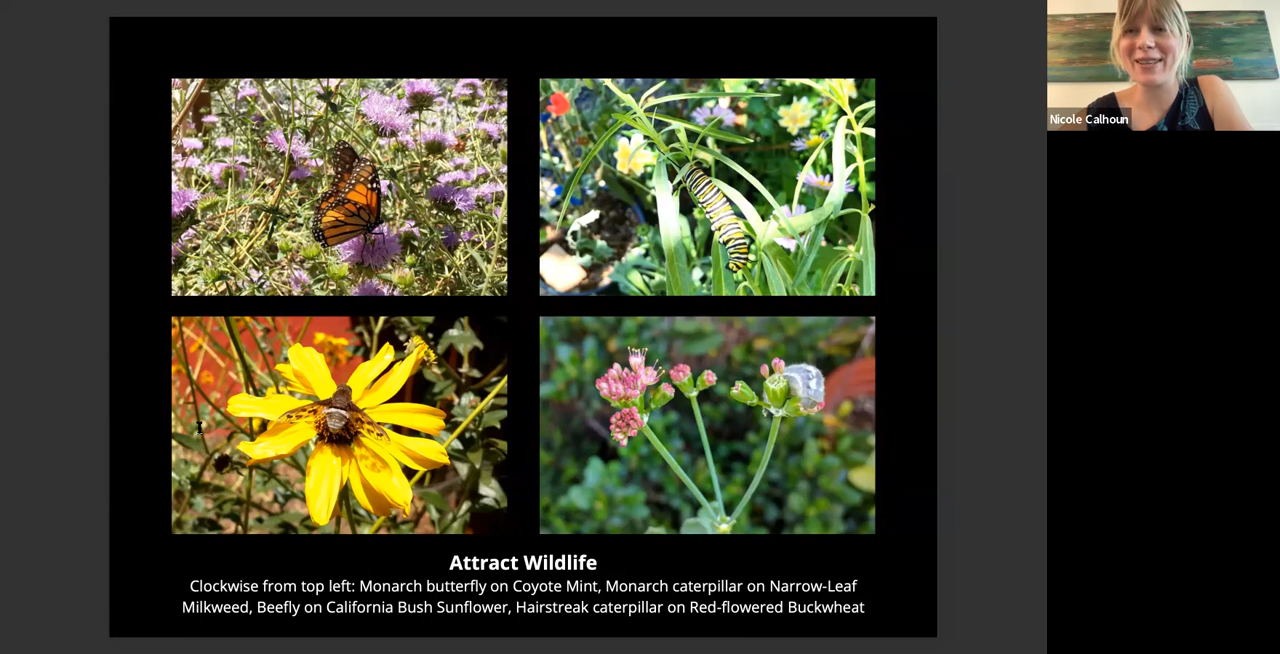 Nicole Calhoun
Attract Wildlife
Clockwise from top left: Monarch butterfly on Coyote Mint, Monarch caterpillar on Narrow-Leaf
Milkweed, Beefly on California Bush Sunflower, Hairstreak caterpillar on Red-flowered Buckwheat